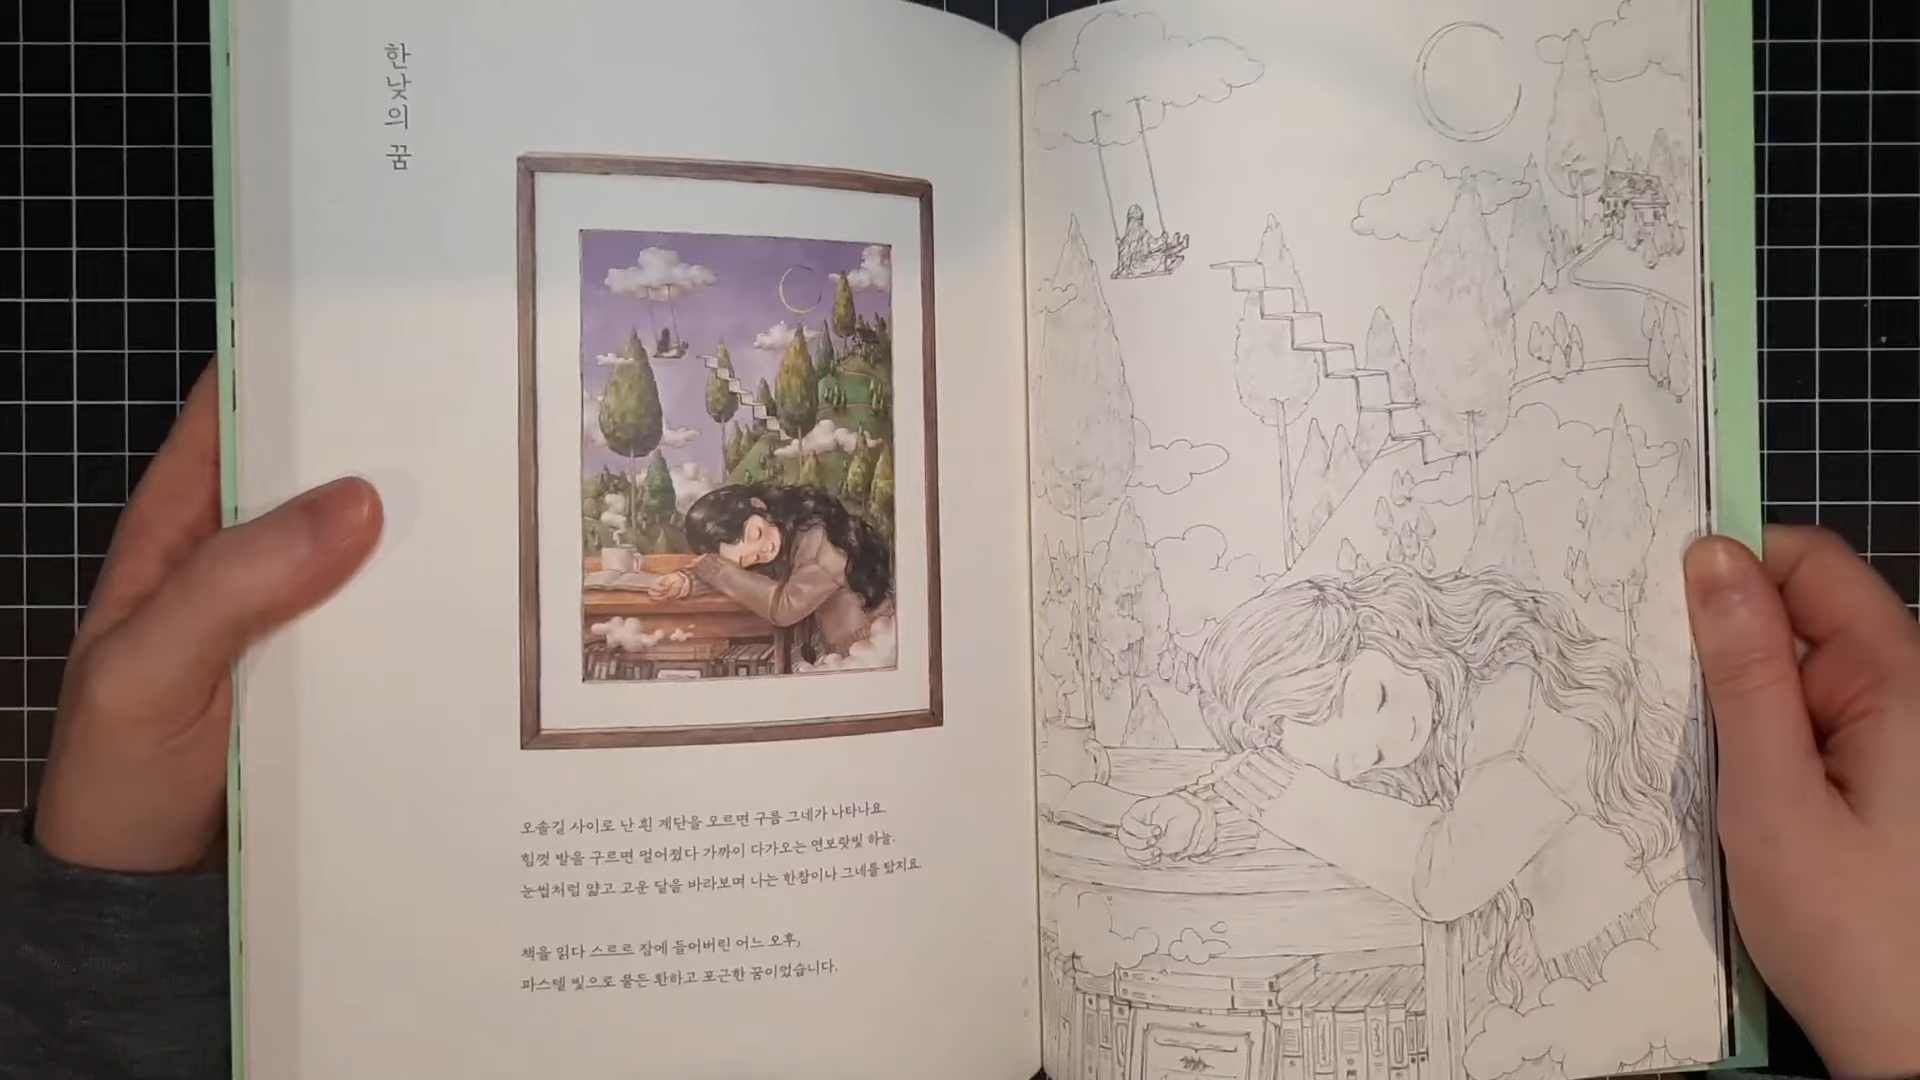 한낮의 꿈
오솔길 사이로 난 흰 계단을 오르면 구름 그네가 나타나요.
힘껏 발을 구르면 멀어졌다 가까이 다가오는 연보랏빛 하늘.
눈썹처럼 얇고 고운 달을 바라보며 나는 한참이나 그네를 탔지요.
책을 읽다 스르르 잠에 들어버린 어느 오후,
파스텔 빛으로 물든 환하고 포근한 꿈이었습니다.